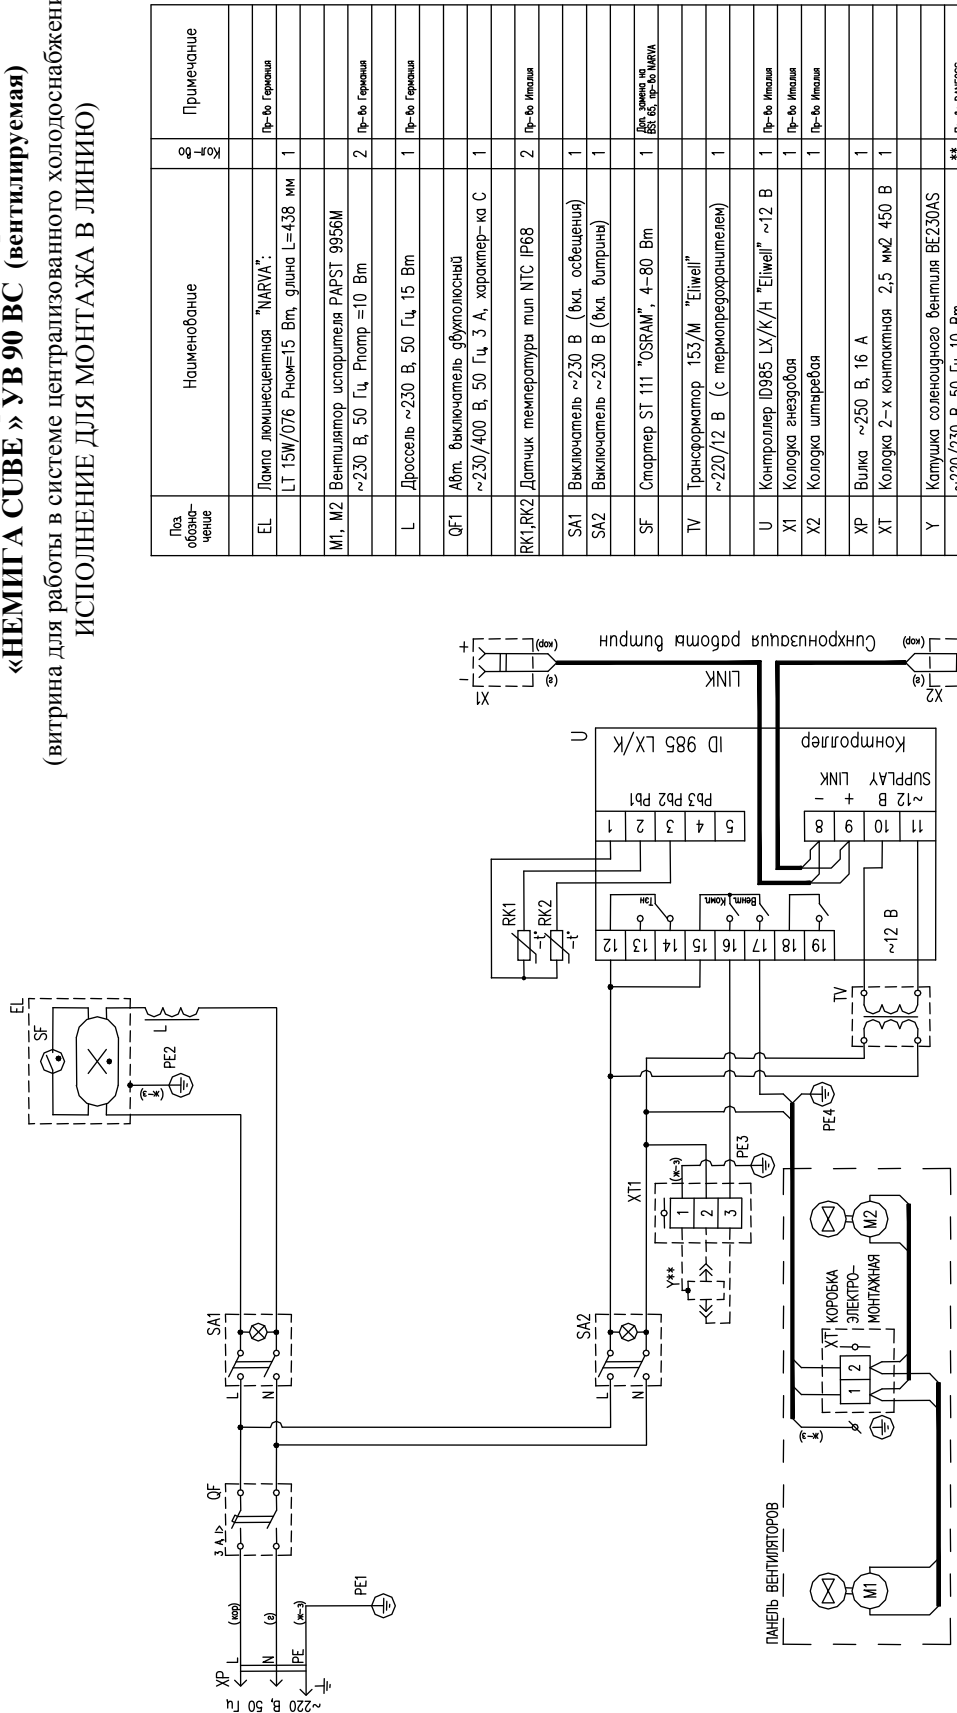 «НЕМИГА CUBE » УВ 90 ВС (вентилируемая)
(витрина для работы в системе централизованного холодоснабжени
ИСПОЛНЕНИЕ ДЛЯ МОНТАЖА В ЛИНИЮ)
Поз. обозна-чение Наименование Кол-во Примечание
EL Лампа люминесцентная "NARVA": Пр-во Германия
LT 15W/076 Рном=15 Вт, длина L=438 мм 1
M1, M2 Вентилятор испарителя PAPST 9956M
~230 В, 50 Гц, Рпотр =10 Вт 2 Пр-во Германия
L Дроссель ~230 В, 50 Гц, 15 Вт 1 Пр-во Германия
QF1 Авт. выключатель двухполюсный
~230/400 В, 50 Гц, 3 А, характер-ка С 1
RK1,RK2 Датчик температуры тип NTC IP68 2 Пр-во Италия
SA1 Выключатель ~230 В (вкл. освещения) 1
SA2 Выключатель ~230 В (вкл. витрины) 1
SF Стартер ST 111 "OSRAM", 4-80 Вт 1 Доп. замена на BSt 65, пр-во NARVA
TV Трансформатор 153/M "Eliwell"
~220/12 В (с термопредохранителем) 1
U Контроллер ID985 LX/K/H "Eliwell" ~12 В 1 Пр-во Италия
X1 Колодка гнездовая 1 Пр-во Италия
X2 Колодка штыревая 1 Пр-во Италия
XP Вилка ~250 В, 16 А 1
XT Колодка 2-х контактная 2,5 мм2 450 В 1
Y Катушка соленоидного вентиля BE230AS **
EL
SF
L
PE2
(ж-з)
SA1
L
N
QF
3 A, I>
XP
L
N
PE
(кор)
(г)
(ж-з)
PE1
~220 В, 50 Гц
SA2
L
N
U
ID 985 LX/K
Контроллер
Pb3 Pb2 Pb1
LINK
- +
SUPPLAY
~12 В
1 2 3 4 5
8 9 10 11
Тэн
Комп.
Вент.
12 13 14 15 16 17 18 19
~12 В
RK1
-t°
RK2
-t°
X1
- +
(г)
(кор)
LINK
Синхронизация работы витрин
X2
(г)
(кор)
TV
XT1
1 2 3
(ж-з)
PE3
Y**
PE4
ПАНЕЛЬ ВЕНТИЛЯТОРОВ
M1
M2
КОРОБКА
ЭЛЕКТРО-
МОНТАЖНАЯ
XT
1 2
(ж-з)